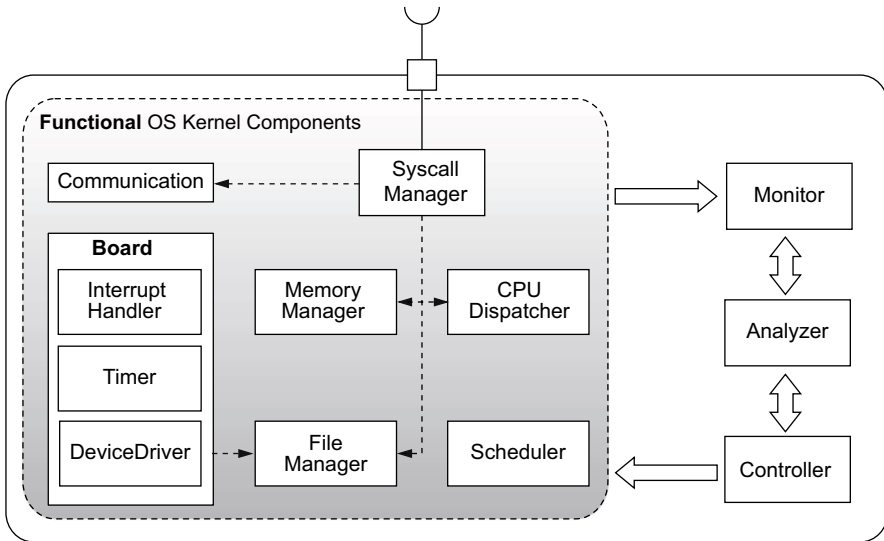 Functional OS Kernel Components
Syscall
Manager
Communication
Monitor
Board
Interrupt
Handler
Memory
Manager
CPU
Dispatcher
Analyzer
Timer
DeviceDriver
File
Manager
Scheduler
Controller